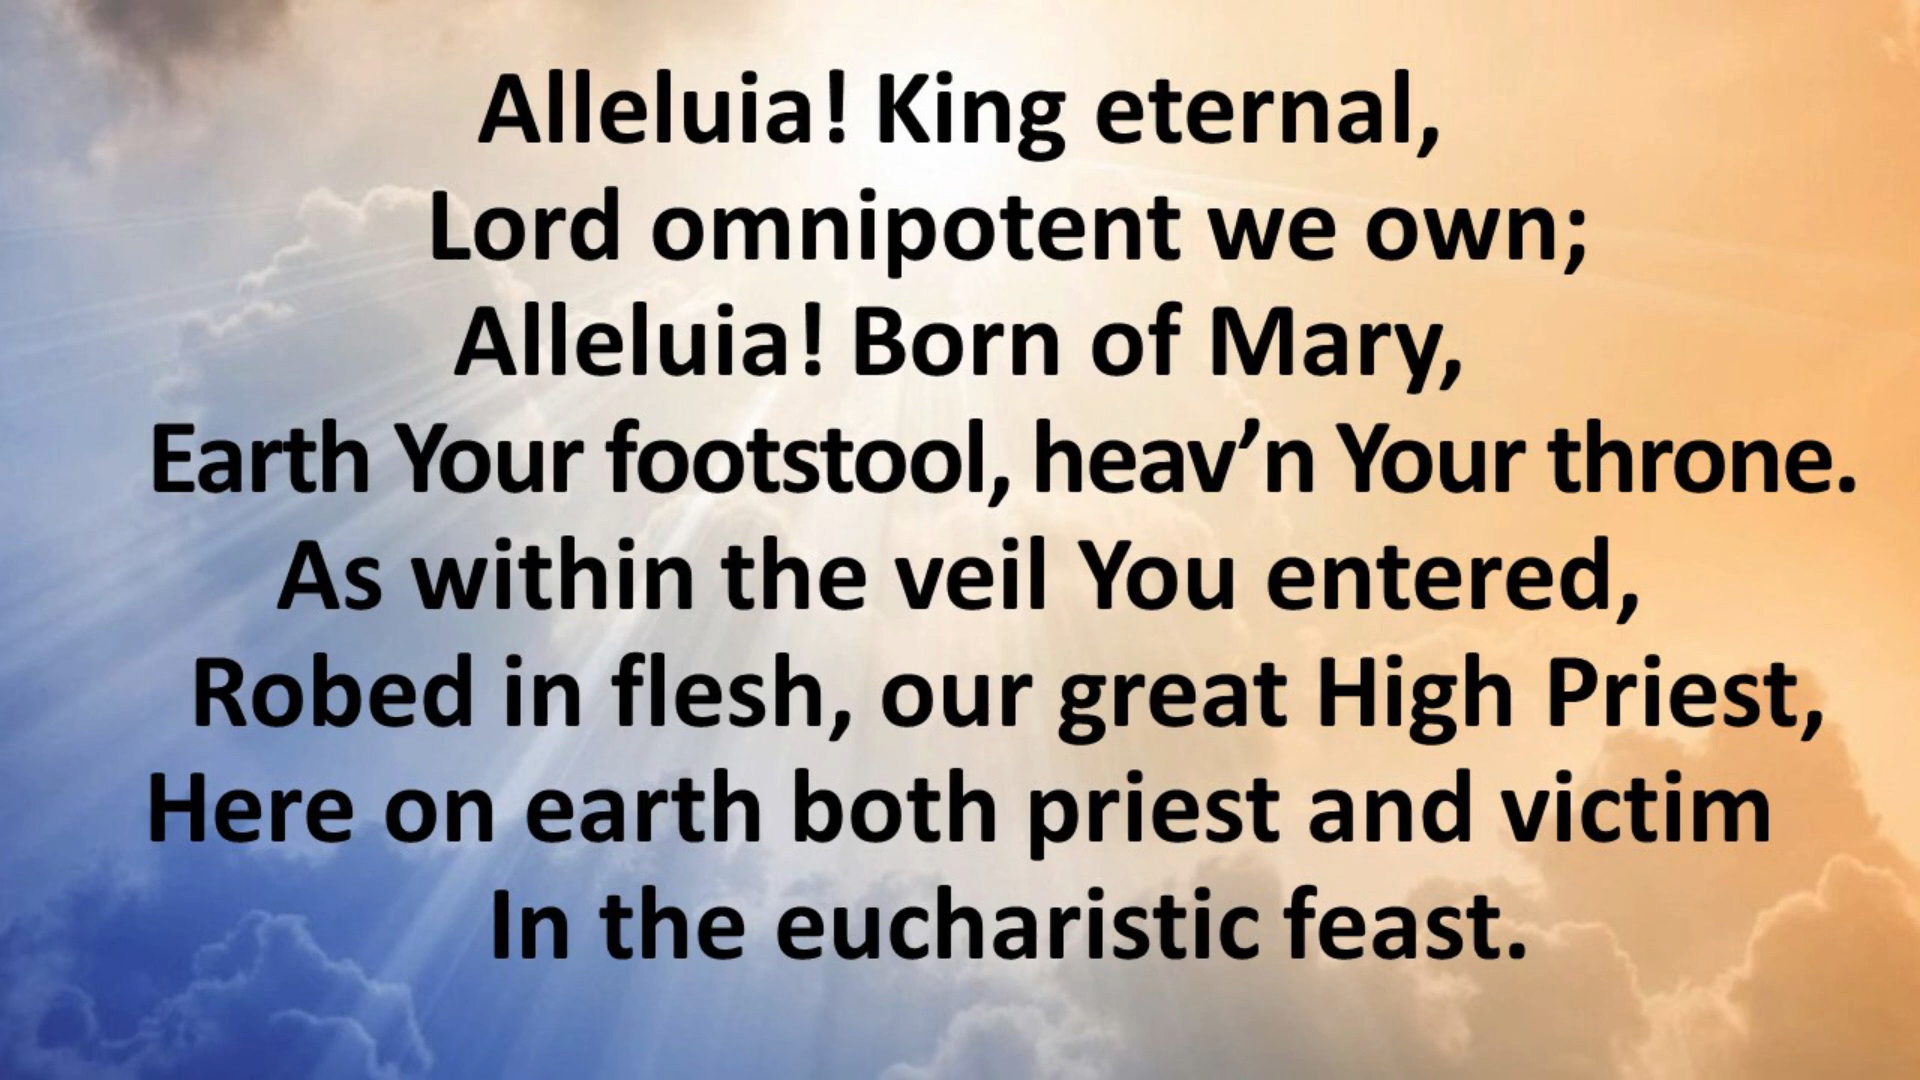 Alleluia! King eternal,
Lord omnipotent we own;
Alleluia! Born of Mary,
Earth Your footstool, heav’n Your throne.
As within the veil You entered,
Robed in flesh, our great High Priest,
Here on earth both priest and victim
In the eucharistic feast.